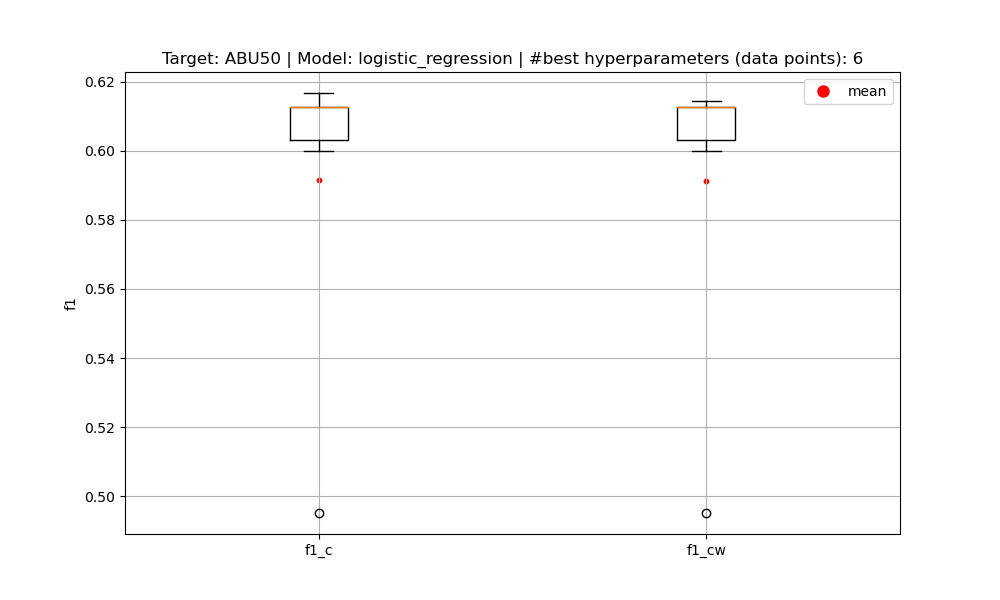 Target: ABU50 | Model: logistic_regression | #best hyperparameters (data points): 6
mean
0.62
0.60
0.58
0.56
0.54
0.52
0.50
f1
f1_c
f1_cw